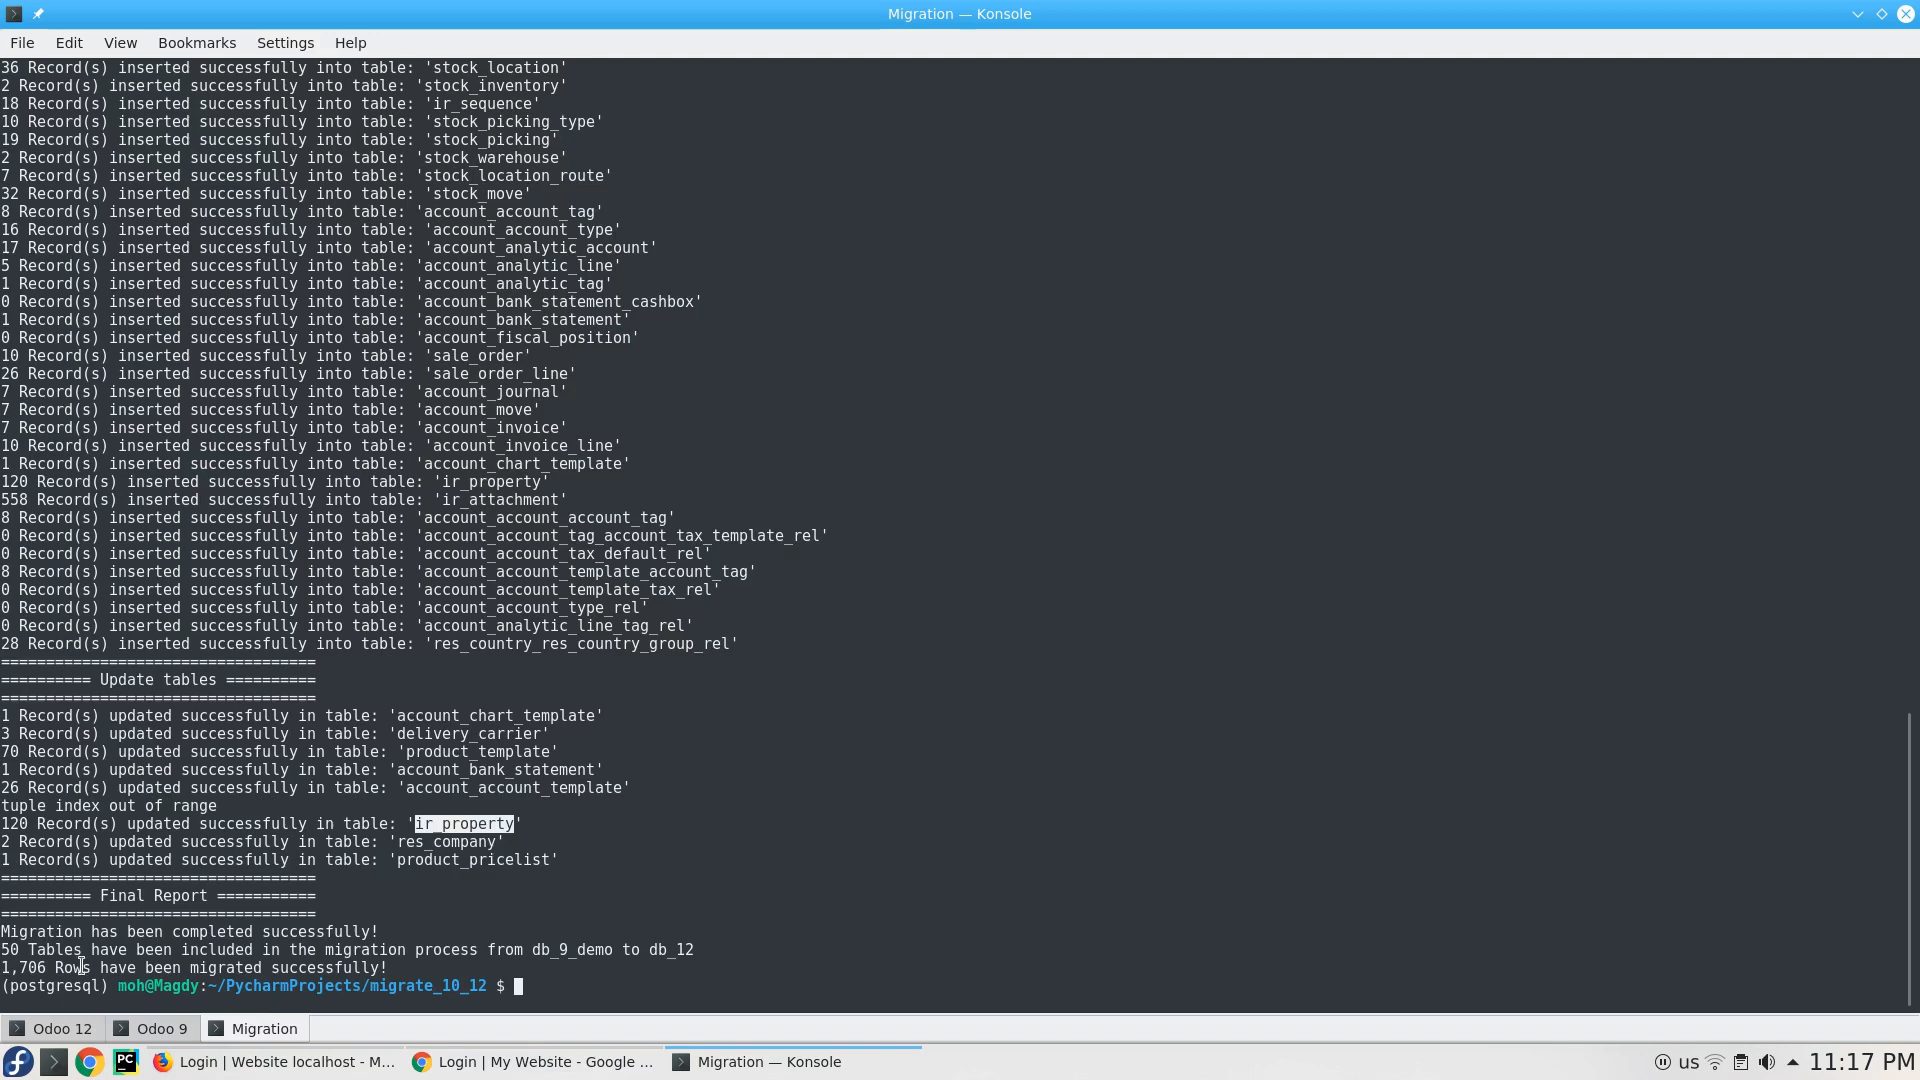 Migration — Konsole
File Edit View Bookmarks Settings Help
36 Record(s) inserted successfully into table: 'stock_location'
2 Record(s) inserted successfully into table: 'stock_inventory'
18 Record(s) inserted successfully into table: 'ir_sequence'
10 Record(s) inserted successfully into table: 'stock_picking_type'
19 Record(s) inserted successfully into table: 'stock_picking'
2 Record(s) inserted successfully into table: 'stock_warehouse'
7 Record(s) inserted successfully into table: 'stock_location_route'
32 Record(s) inserted successfully into table: 'stock_move'
8 Record(s) inserted successfully into table: 'account_account_tag'
16 Record(s) inserted successfully into table: 'account_account_type'
17 Record(s) inserted successfully into table: 'account_analytic_account'
5 Record(s) inserted successfully into table: 'account_analytic_line'
1 Record(s) inserted successfully into table: 'account_analytic_tag'
0 Record(s) inserted successfully into table: 'account_bank_statement_cashbox'
1 Record(s) inserted successfully into table: 'account_bank_statement'
0 Record(s) inserted successfully into table: 'account_fiscal_position'
10 Record(s) inserted successfully into table: 'sale_order'
26 Record(s) inserted successfully into table: 'sale_order_line'
7 Record(s) inserted successfully into table: 'account_journal'
7 Record(s) inserted successfully into table: 'account_move'
7 Record(s) inserted successfully into table: 'account_invoice'
10 Record(s) inserted successfully into table: 'account_invoice_line'
1 Record(s) inserted successfully into table: 'account_chart_template'
120 Record(s) inserted successfully into table: 'ir_property'
558 Record(s) inserted successfully into table: 'ir_attachment'
8 Record(s) inserted successfully into table: 'account_account_account_tag'
0 Record(s) inserted successfully into table: 'account_account_tag_account_tax_template_rel'
0 Record(s) inserted successfully into table: 'account_account_tax_default_rel'
8 Record(s) inserted successfully into table: 'account_account_template_account_tag'
0 Record(s) inserted successfully into table: 'account_account_template_tax_rel'
0 Record(s) inserted successfully into table: 'account_account_type_rel'
0 Record(s) inserted successfully into table: 'account_analytic_line_tag_rel'
28 Record(s) inserted successfully into table: 'res_country_res_country_group_rel'
===================================
========== Update tables ==========
===================================
1 Record(s) updated successfully in table: 'account_chart_template'
3 Record(s) updated successfully in table: 'delivery_carrier'
70 Record(s) updated successfully in table: 'product_template'
1 Record(s) updated successfully in table: 'account_bank_statement'
26 Record(s) updated successfully in table: 'account_account_template'
tuple index out of range
120 Record(s) updated successfully in table: 'ir_property'
2 Record(s) updated successfully in table: 'res_company'
1 Record(s) updated successfully in table: 'product_pricelist'
===================================
========== Final Report ===========
===================================
Migration has been completed successfully!
50 Tables have been included in the migration process from db_9_demo to db_12
1,706 Rows have been migrated successfully!
(postgresql) moh@Magdy:~/PycharmProjects/migrate_10_12 $
Odoo 12 Odoo 9 Migration
PC Login | Website localhost - M... Login | My Website - Google ... Migration — Konsole us 11:17 PM